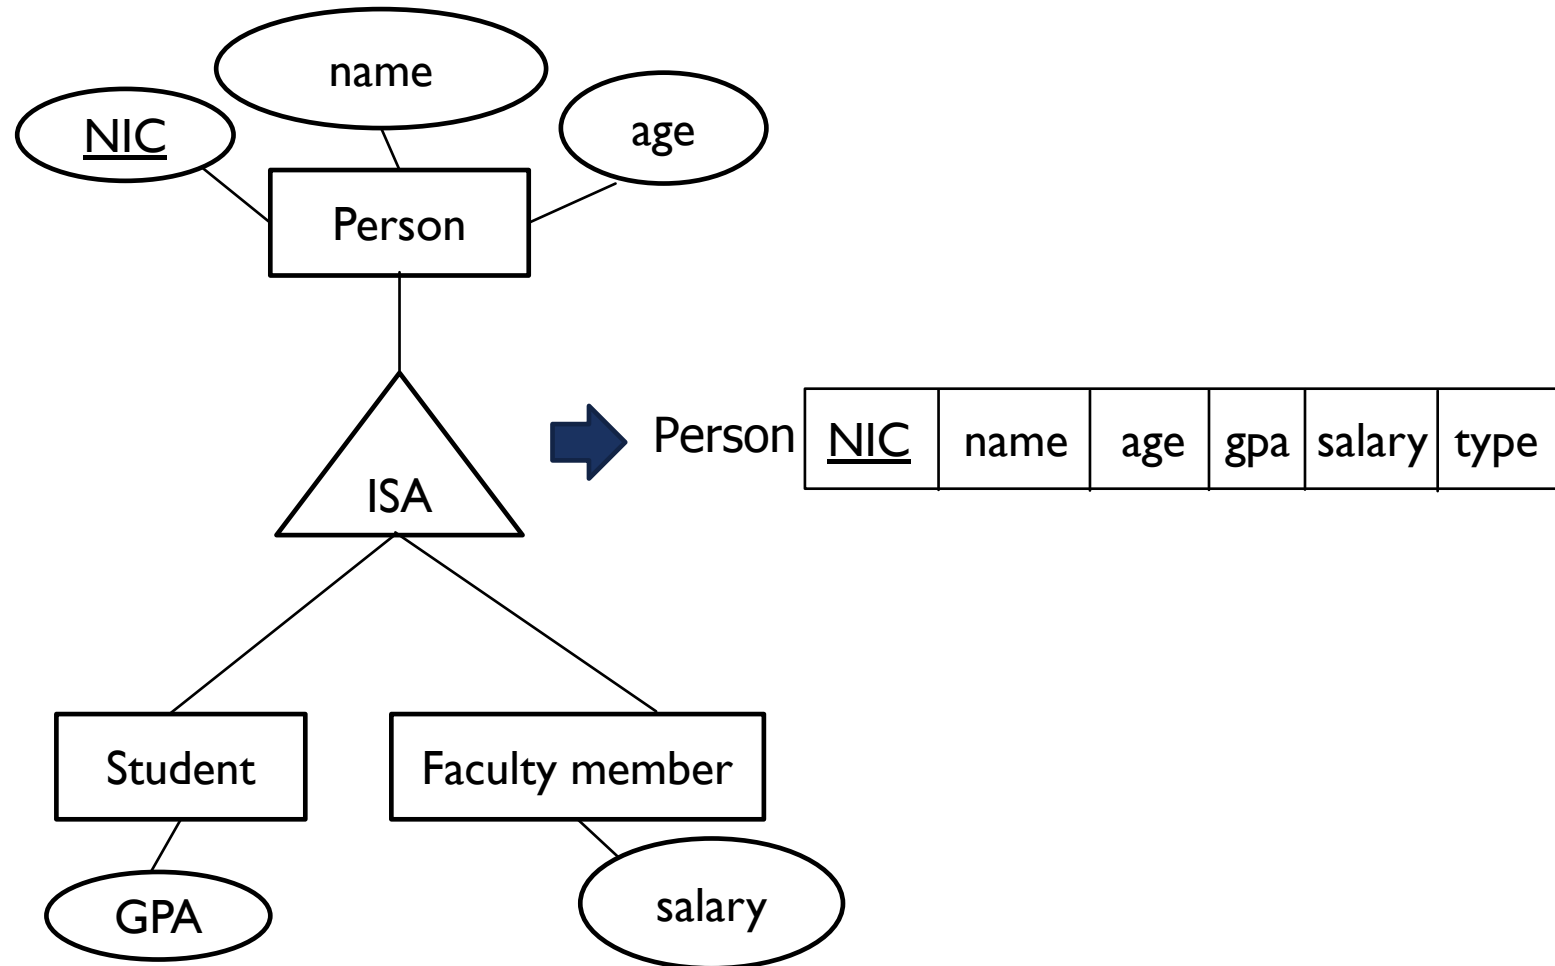 name
NIC
age
Person
ISA
Person NIC name age gpa salary type
Student
Faculty member
GPA
salary